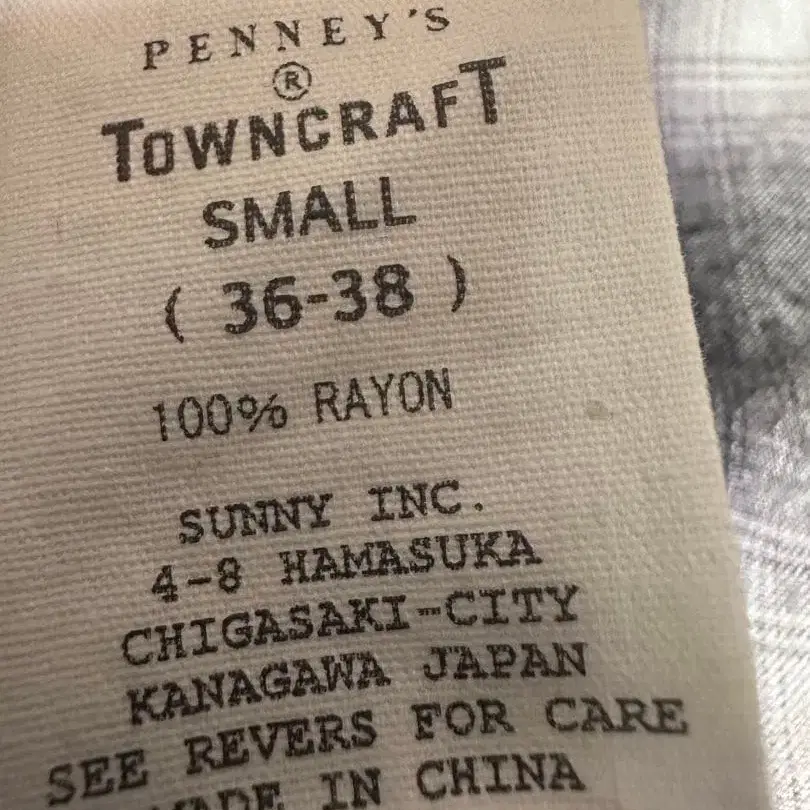 PENNEY'S
®
TOWNCRAFT
SMALL
( 36-38 )
100% RAYON
SUNNY INC.
4-8 HAMASUKA
CHIGASAKI-CITY
KANAGAWA JAPAN
SEE REVERS FOR CARE
MADE IN CHINA